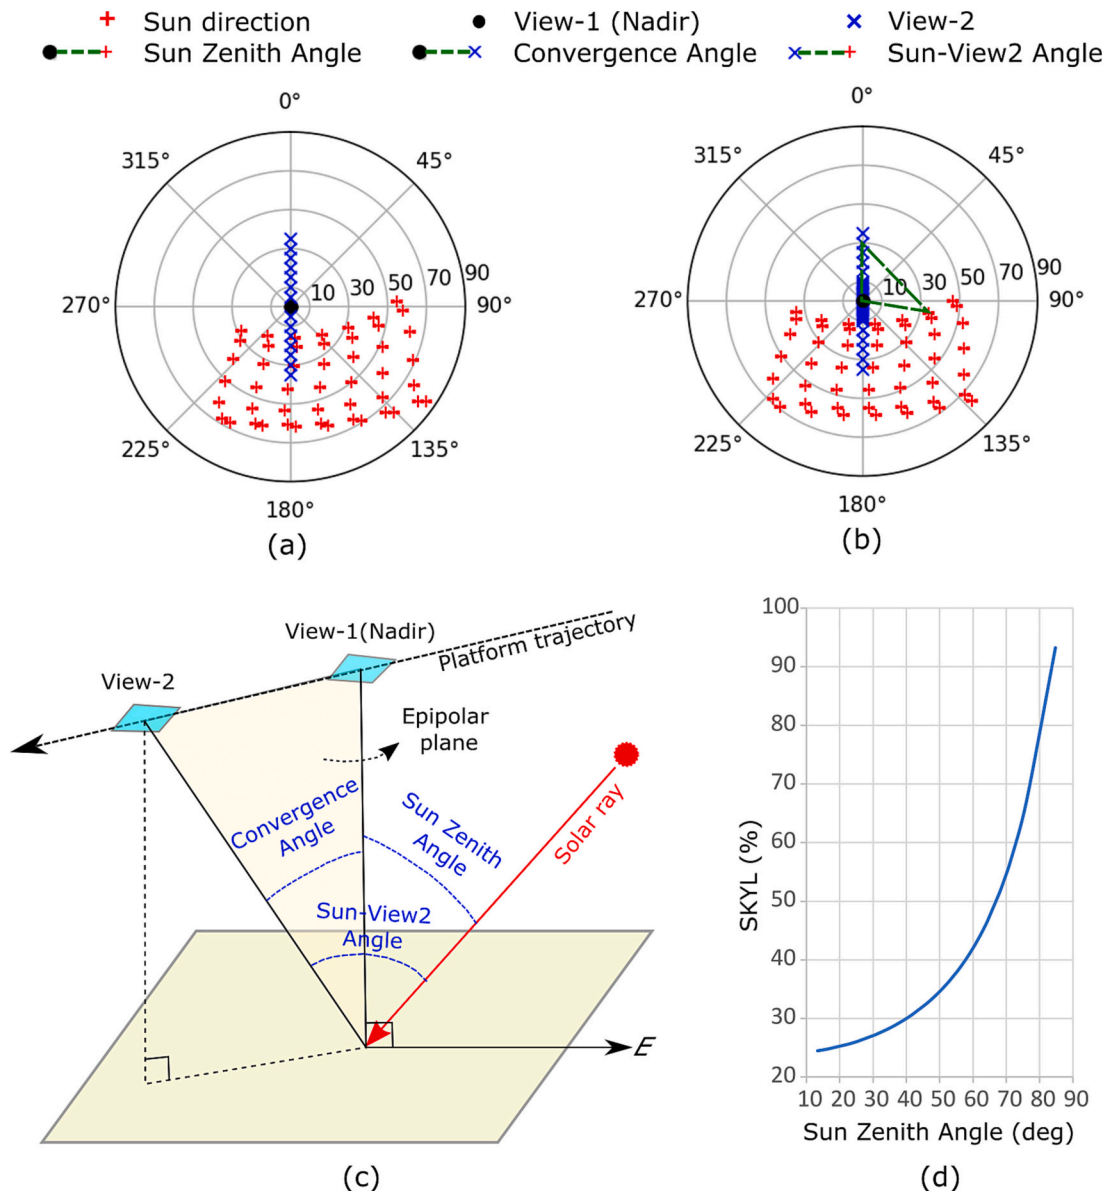 Sun direction
View-1 (Nadir)
View-2
Sun Zenith Angle
Convergence Angle
Sun-View2 Angle
0°
315°
45°
270°
10
30
50
70
90
90°
225°
135°
180°
(a)
0°
315°
45°
270°
10
30
50
70
90
90°
225°
135°
180°
(b)
View-1(Nadir)
Platform trajectory
View-2
Epipolar
plane
Convergence
Angle
Sun Zenith
Angle
Solar ray
Sun-View2
Angle
E
(c)
100
90
80
70
60
50
40
30
20
SKYL (%)
10 20 30 40 50 60 70 80 90
Sun Zenith Angle (deg)
(d)